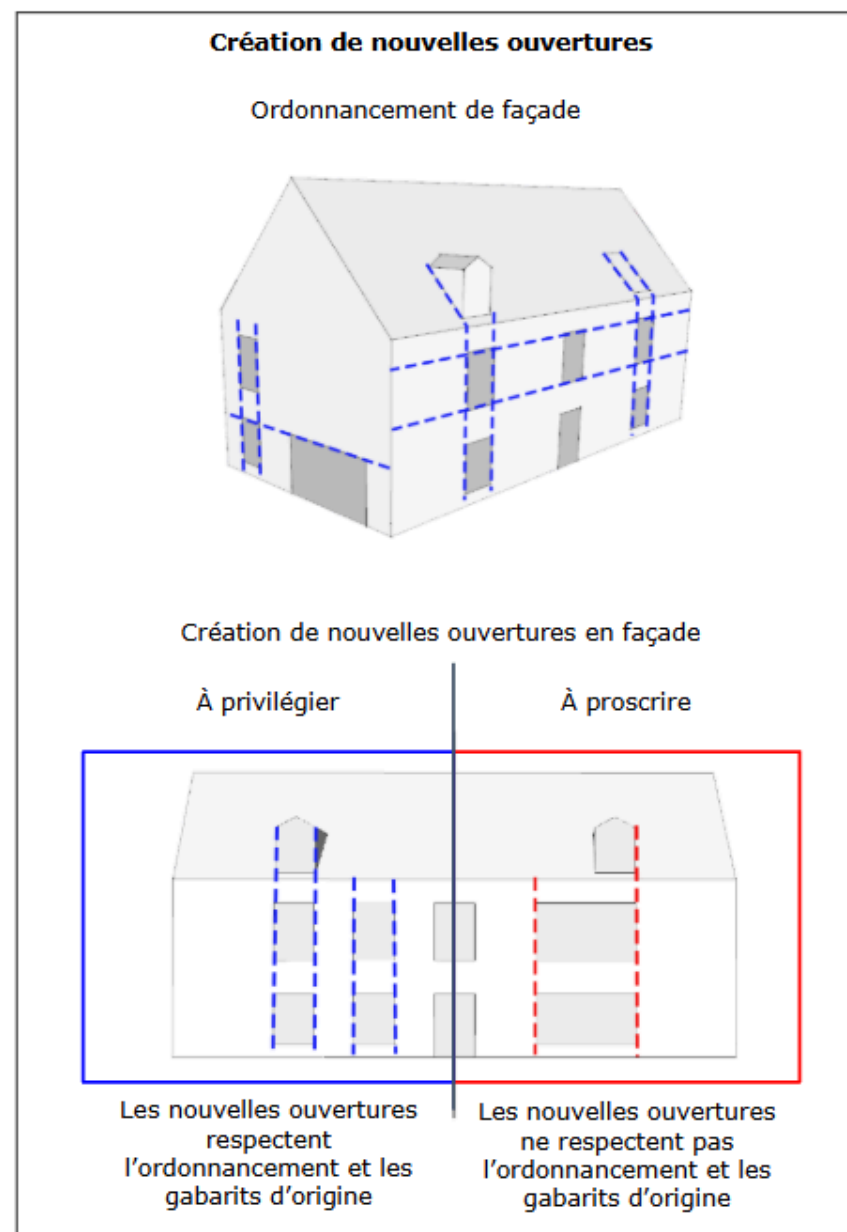 Création de nouvelles ouvertures
Ordonnancement de façade
Création de nouvelles ouvertures en façade
À privilégier
À proscrire
Les nouvelles ouvertures
respectent
l'ordonnancement et les
gabarits d'origine
Les nouvelles ouvertures
ne respectent pas
l'ordonnancement et les
gabarits d'origine